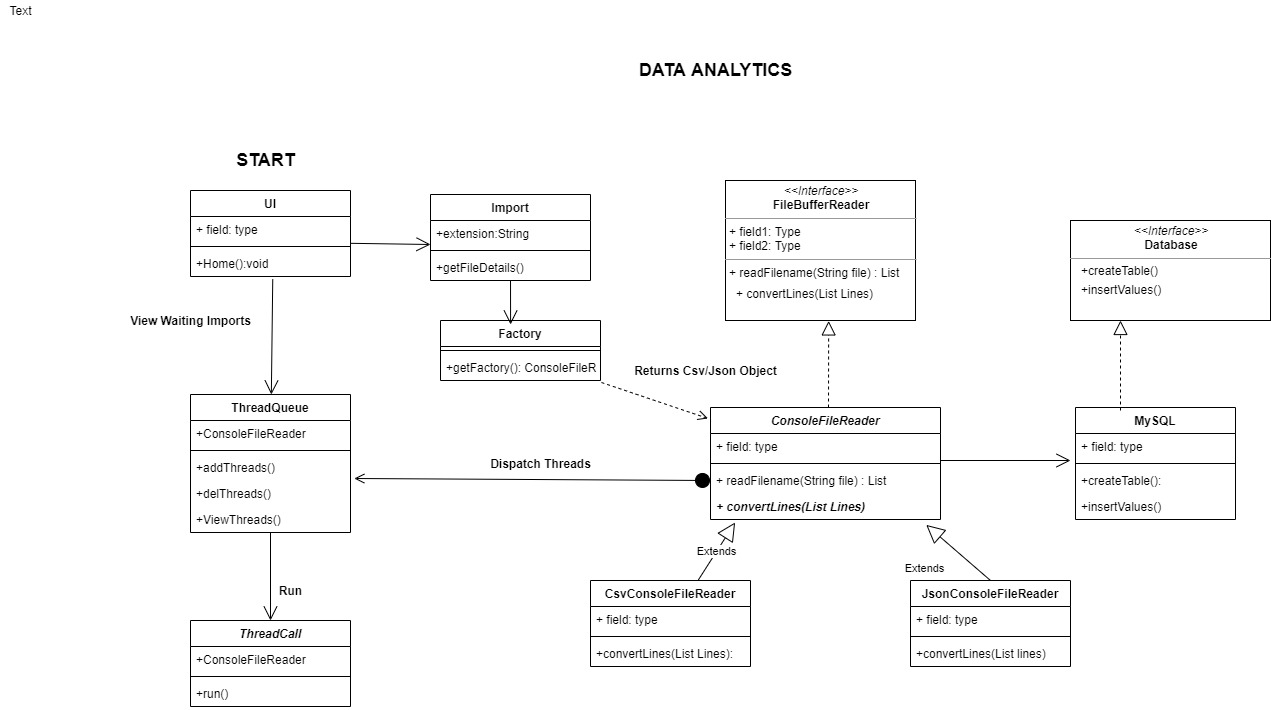 Text
DATA ANALYTICS
START
UI
+ field: type
+Home():void
Import
+extension:String
+getFileDetails()
<<Interface>>
FileBufferReader
+ field1: Type
+ field2: Type
+ readFilename(String file) : List
+ convertLines(List Lines)
<<Interface>>
Database
+createTable()
+insertValues()
View Waiting Imports
Factory
+getFactory(): ConsoleFileR
Returns Csv/Json Object
ThreadQueue
+ConsoleFileReader
+addThreads()
+delThreads()
+ViewThreads()
Dispatch Threads
ConsoleFileReader
+ field: type
+ readFilename(String file) : List
+ convertLines(List Lines)
MySQL
+ field: type
+createTable():
+insertValues()
Extends
Extends
Run
ThreadCall
+ConsoleFileReader
+run()
CsvConsoleFileReader
+ field: type
+convertLines(List Lines):
JsonConsoleFileReader
+ field: type
+convertLines(List lines)